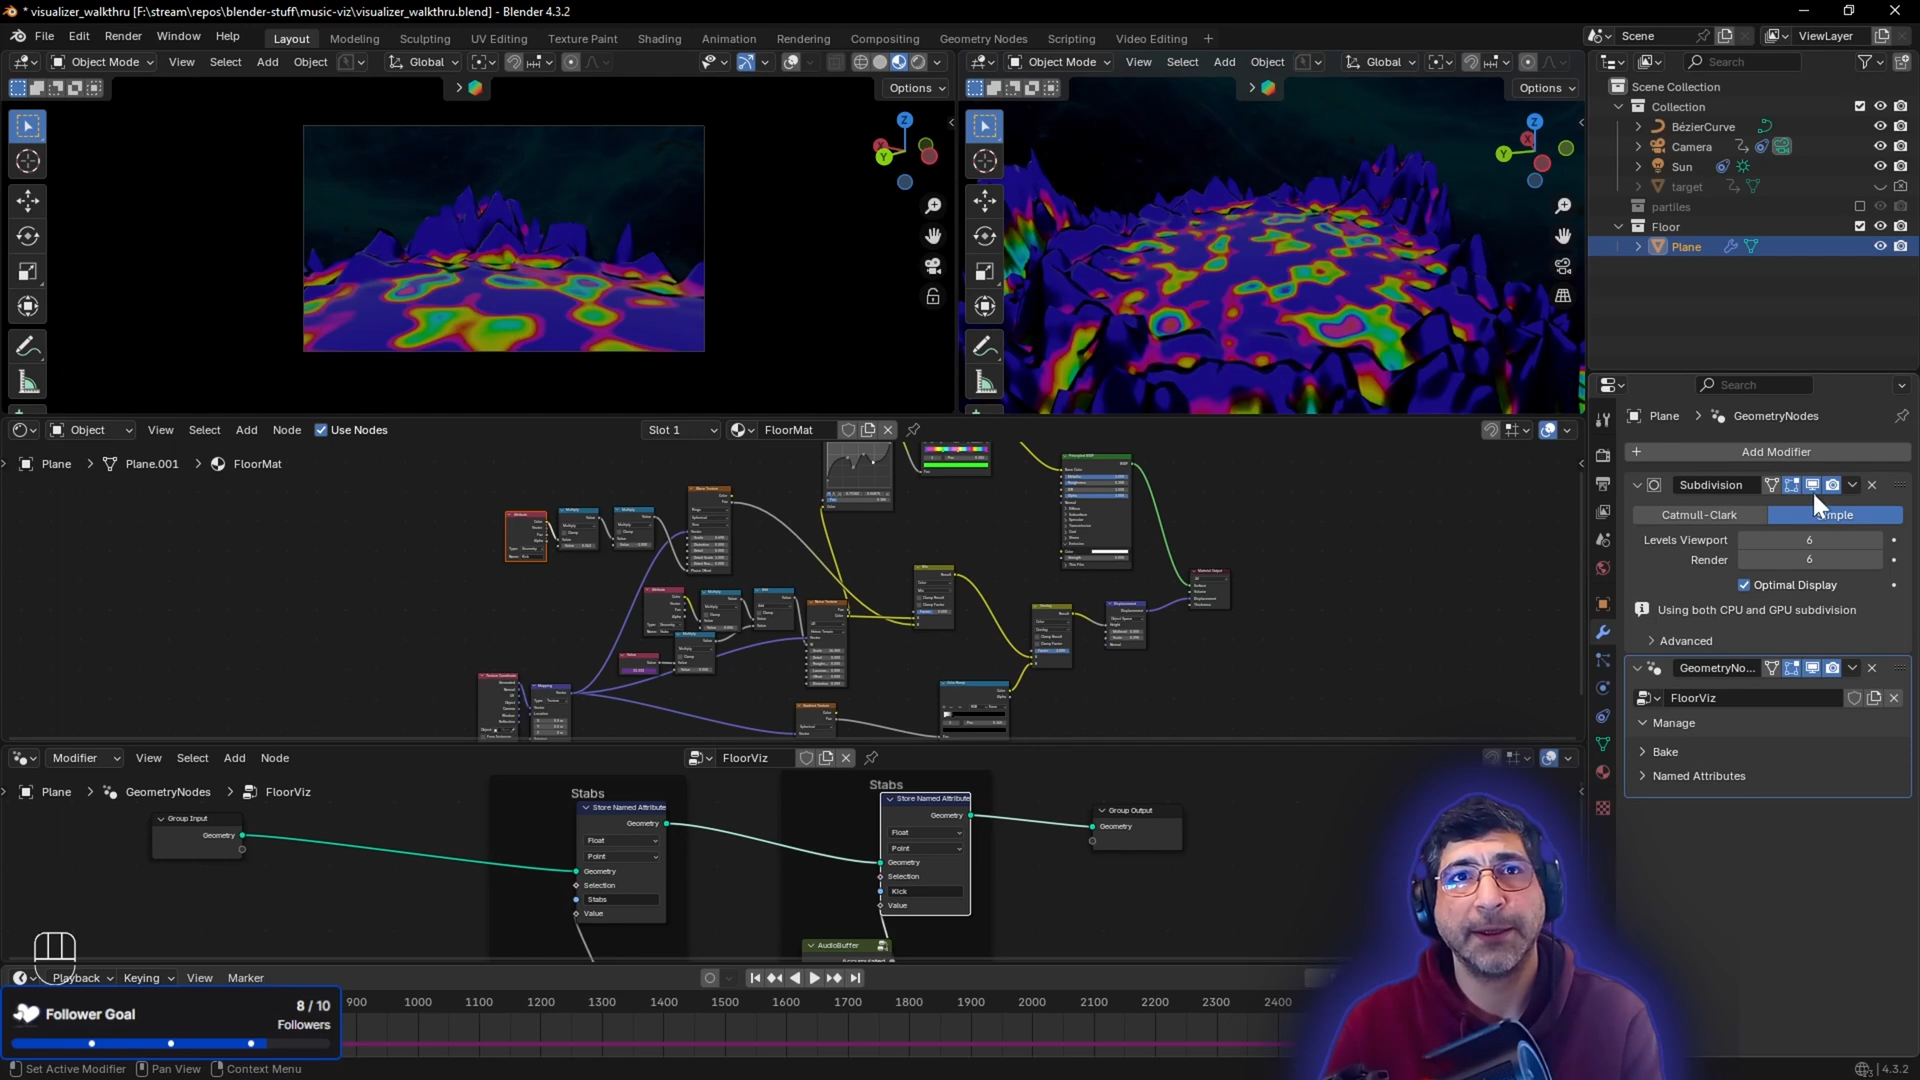 * visualizer_walkthru [F:\stream\repos\blender-stuff\music-viz\visualizer_walkthru.blend] - Blender 4.3.2
File Edit Render Window Help Layout Modeling Sculpting UV Editing Texture Paint Shading Animation Rendering Compositing Geometry Nodes Scripting Video Editing + Scene ViewLayer
Object Mode View Select Add Object Global Object Mode View Select Add Object Global Search
Options Options
Scene Collection
Collection
BézierCurve
Camera
Sun
target
partiles
Floor
Plane
Z
Y
X
Z
Y
X
Search
Plane > GeometryNodes
Add Modifier
Subdivision
Catmull-Clark Simple
Levels Viewport 6
Render 6
Optimal Display
Using both CPU and GPU subdivision
Advanced
GeometryNo...
FloorViz
Manage
Bake
Named Attributes
Object View Select Add Node Use Nodes Slot 1 FloorMat
Plane > Plane.001 > FloorMat
Modifier View Select Add Node FloorViz
Plane > GeometryNodes > FloorViz
Group Input
Geometry
Stabs
Store Named Attribute
Geometry
Float
Point
Geometry
Selection
Stabs
Value
Stabs
Store Named Attribute
Geometry
Float
Point
Geometry
Selection
Kick
Value
AudioBuffer
Accumulated
Group Output
Geometry
Playback Keying View Marker
900 1000 1100 1200 1300 1400 1500 1600 1700 1800 1900 2000 2100 2200 2300 2400
Follower Goal
8 / 10
Followers
Set Active Modifier Pan View Context Menu 4.3.2